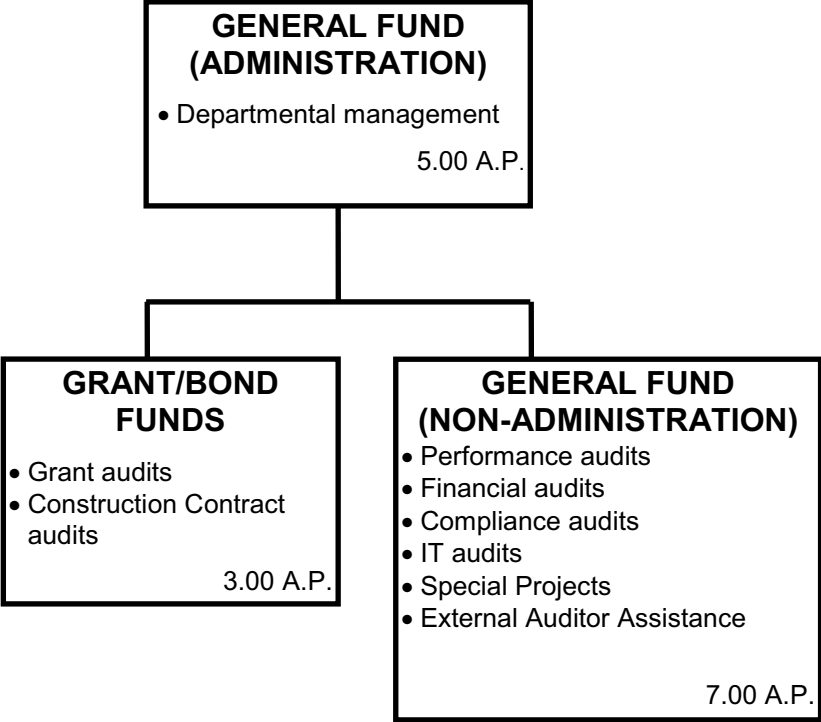 GENERAL FUND
(ADMINISTRATION)
• Departmental management
5.00 A.P.
GRANT/BOND
FUNDS
• Grant audits
• Construction Contract
audits
3.00 A.P.
GENERAL FUND
(NON-ADMINISTRATION)
• Performance audits
• Financial audits
• Compliance audits
• IT audits
• Special Projects
• External Auditor Assistance
7.00 A.P.